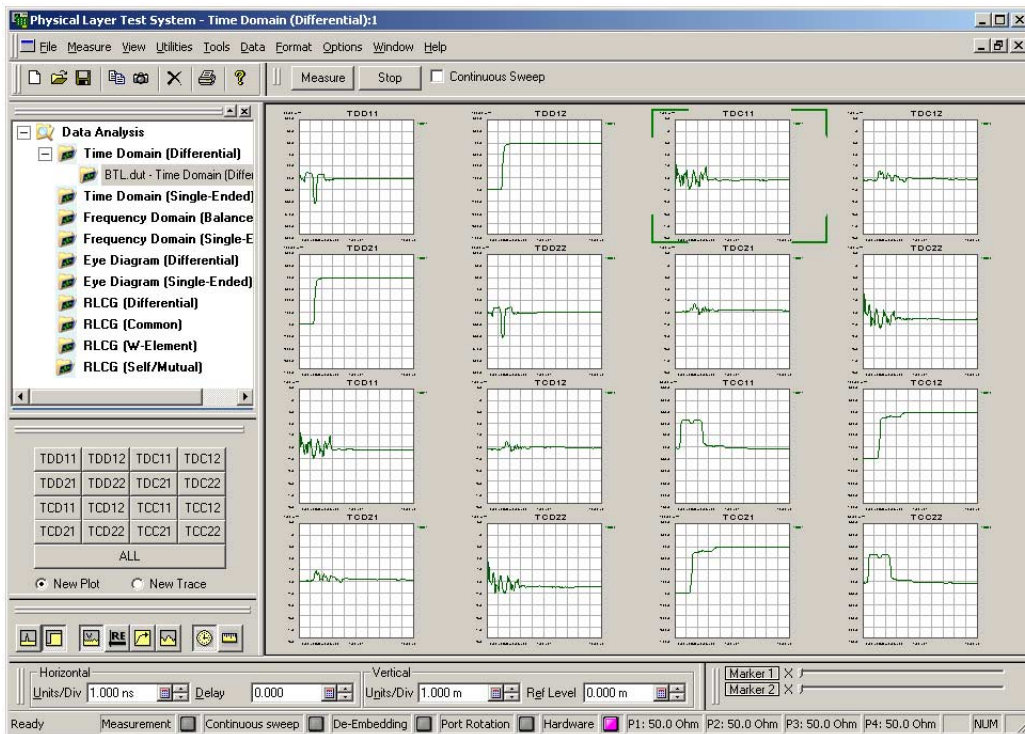 Physical Layer Test System - Time Domain (Differential):1
File Measure View Utilities Tools Data Format Options Window Help
Measure Stop Continuous Sweep
Data Analysis
Time Domain (Differential)
BTL.dut - Time Domain (Diffe
Time Domain (Single-Ended)
Frequency Domain (Balance
Frequency Domain (Single-E
Eye Diagram (Differential)
Eye Diagram (Single-Ended)
RLCG (Differential)
RLCG (Common)
RLCG (W-Element)
RLCG (Self/Mutual)
TDD11 TDD12 TDC11 TDC12
TDD21 TDD22 TDC21 TDC22
TCD11 TCD12 TCC11 TCC12
TCD21 TCD22 TCC21 TCC22
ALL
New Plot New Trace
TDD11 TDD12 TDC11 TDC12
TDD21 TDD22 TDC21 TDC22
TCD11 TCD12 TCC11 TCC12
TCD21 TCD22 TCC21 TCC22
Horizontal Vertical
Units/Div 1.000 ns Delay 0.000 Units/Div 1.000 m Ref Level 0.000 m
Marker 1 X
Marker 2 X
Ready Measurement Continuous sweep De-Embedding Port Rotation Hardware P1: 50.0 Ohm P2: 50.0 Ohm P3: 50.0 Ohm P4: 50.0 Ohm NUM